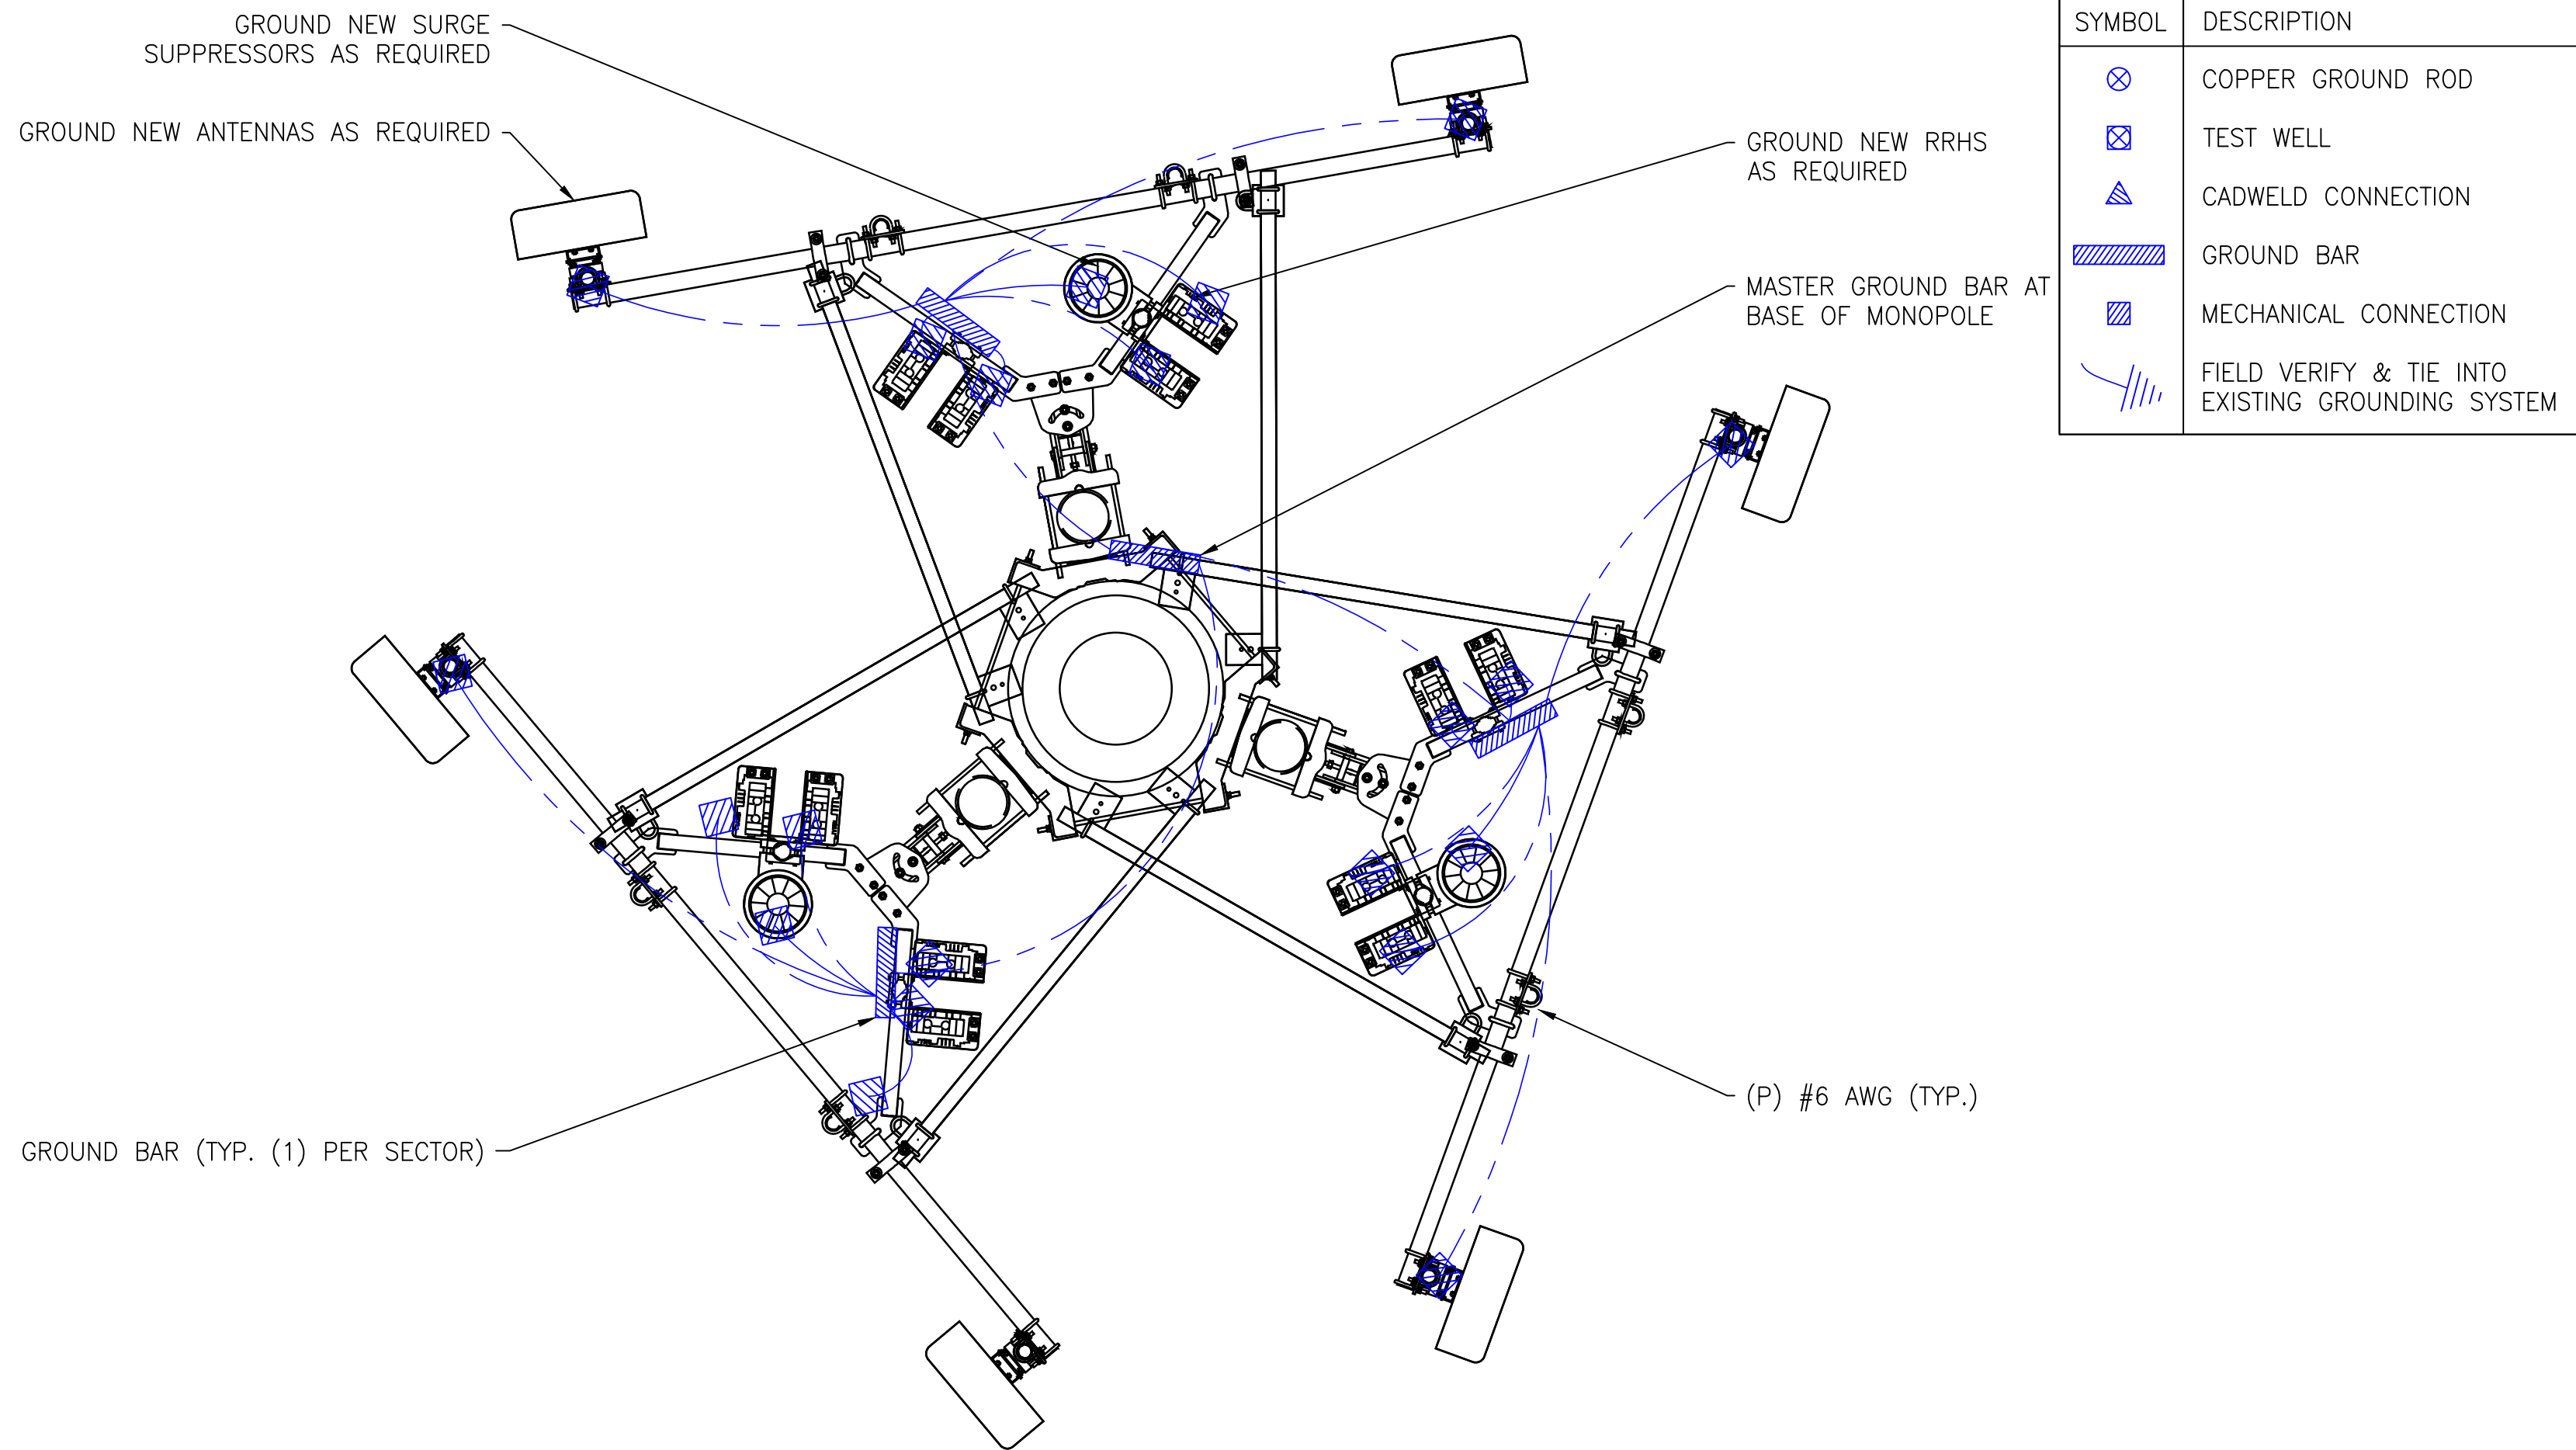 GROUND NEW SURGE
SUPPRESSORS AS REQUIRED
GROUND NEW ANTENNAS AS REQUIRED
GROUND NEW RRHS
AS REQUIRED
MASTER GROUND BAR AT
BASE OF MONOPOLE
(P) #6 AWG (TYP.)
GROUND BAR (TYP. (1) PER SECTOR)
SYMBOL DESCRIPTION
COPPER GROUND ROD
TEST WELL
CADWELD CONNECTION
GROUND BAR
MECHANICAL CONNECTION
FIELD VERIFY & TIE INTO
EXISTING GROUNDING SYSTEM